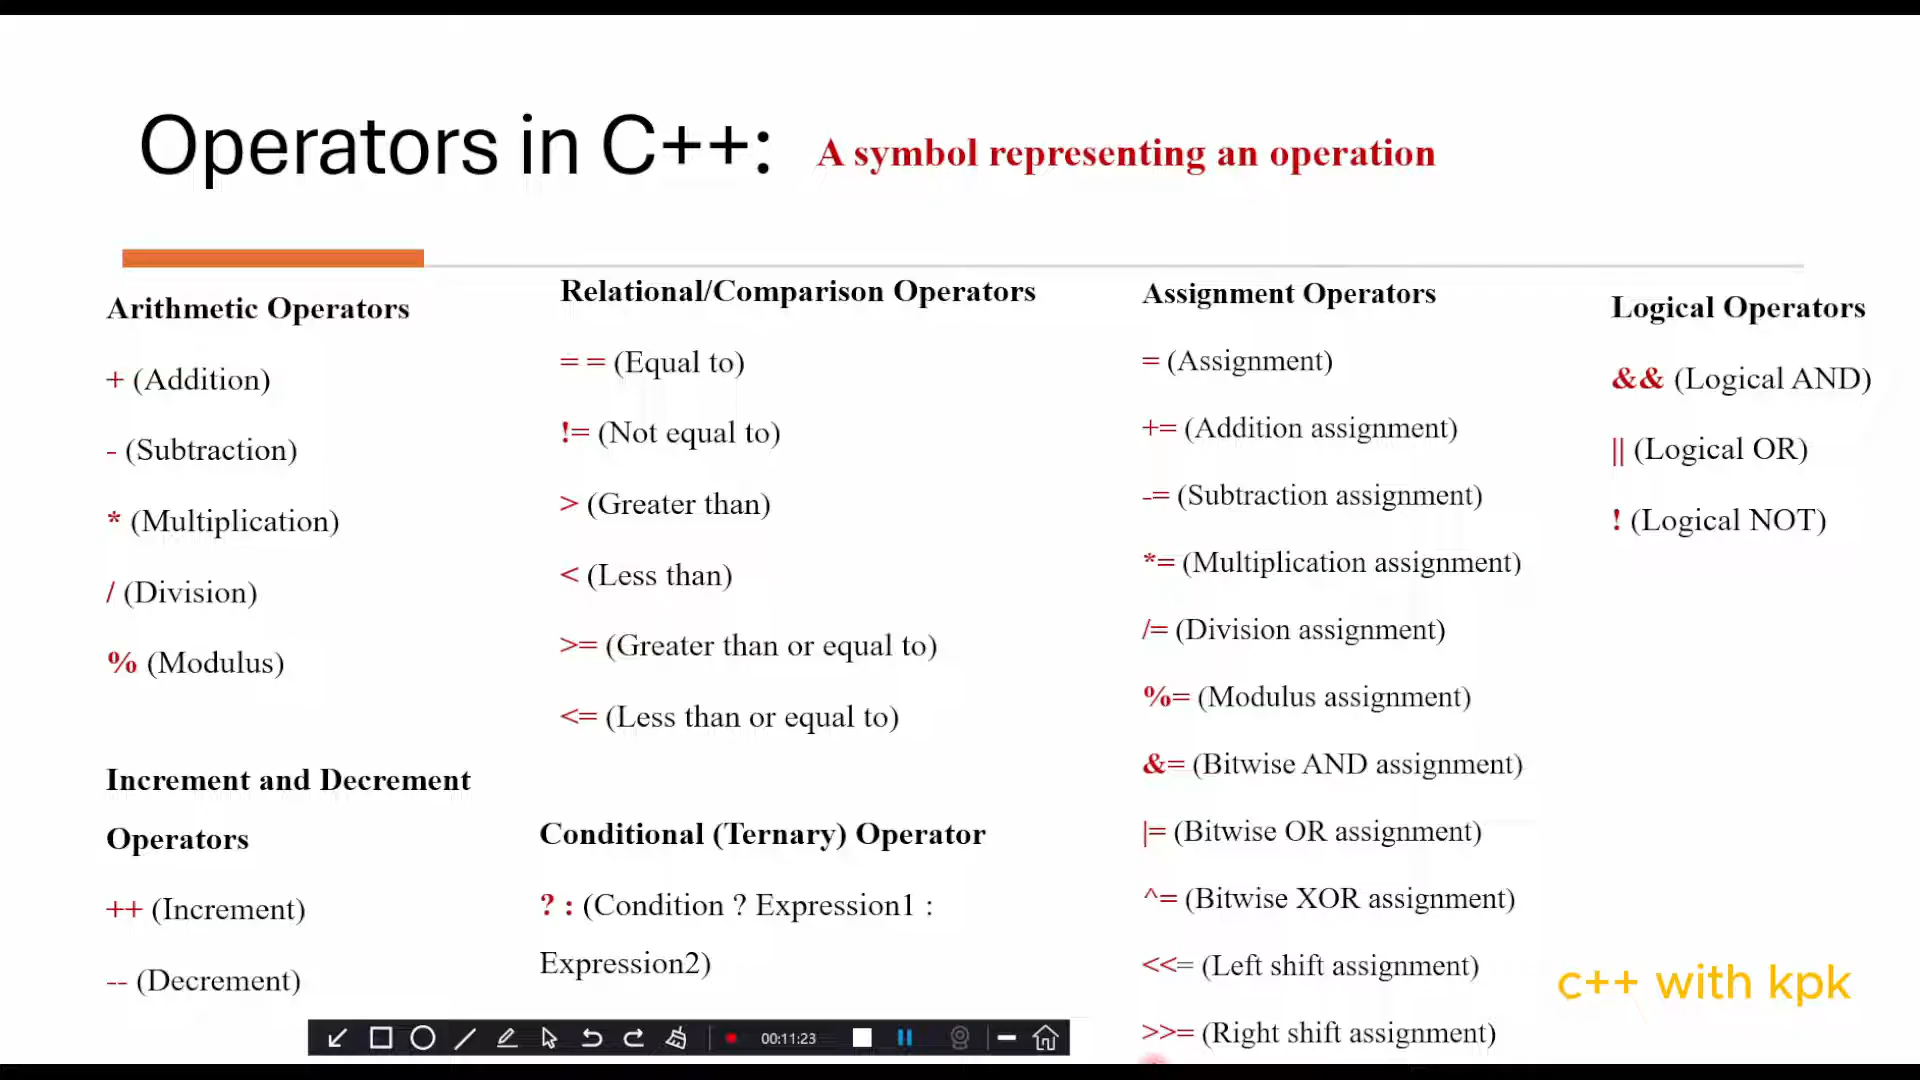 Operators in C++:
A symbol representing an operation
Arithmetic Operators
+ (Addition)
- (Subtraction)
* (Multiplication)
/ (Division)
% (Modulus)
Increment and Decrement
Operators
++ (Increment)
-- (Decrement)
Relational/Comparison Operators
= = (Equal to)
!= (Not equal to)
> (Greater than)
< (Less than)
>= (Greater than or equal to)
<= (Less than or equal to)
Conditional (Ternary) Operator
? : (Condition ? Expression1 :
Expression2)
Assignment Operators
= (Assignment)
+= (Addition assignment)
-= (Subtraction assignment)
*= (Multiplication assignment)
/= (Division assignment)
%= (Modulus assignment)
&= (Bitwise AND assignment)
|= (Bitwise OR assignment)
^= (Bitwise XOR assignment)
<<= (Left shift assignment)
>>= (Right shift assignment)
Logical Operators
&& (Logical AND)
|| (Logical OR)
! (Logical NOT)
c++ with kpk
00:11:23